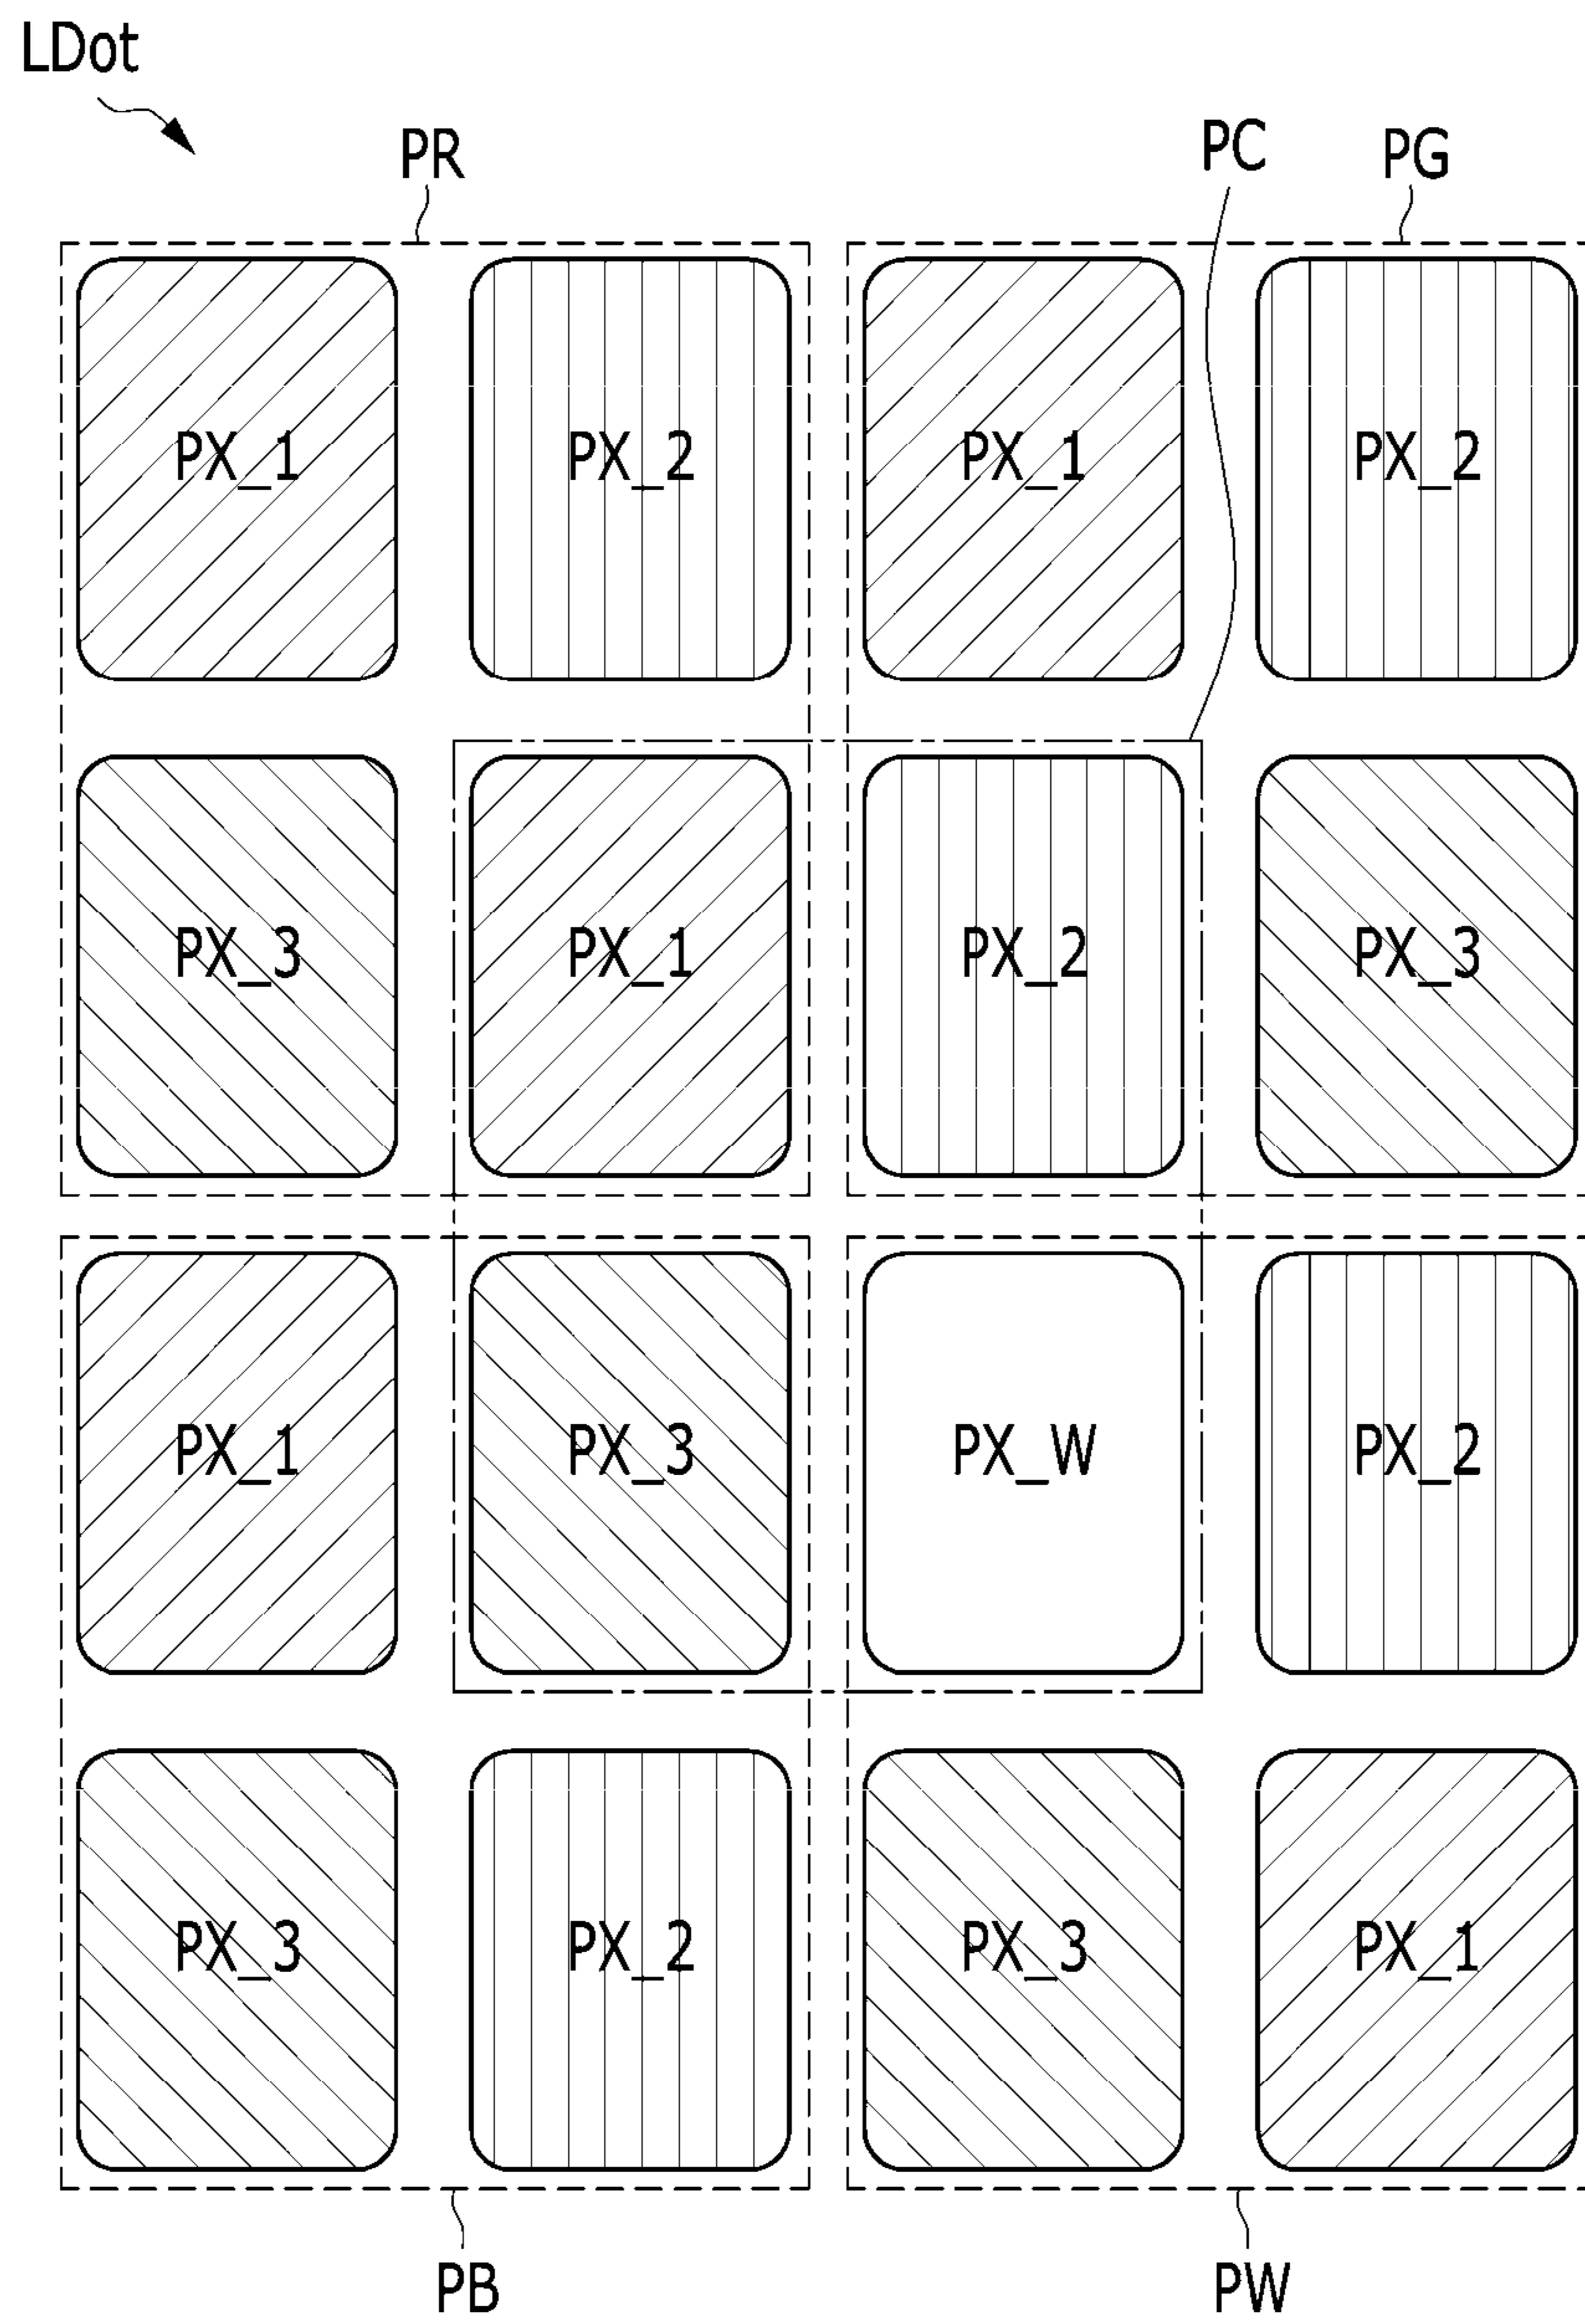 LDot
PR
PC
PG
PX_1 PX_2 PX_1 PX_2
PX_3 PX_1 PX_2 PX_3
PX_1 PX_3 PX_W PX_2
PX_3 PX_2 PX_3 PX_1
PB
PW